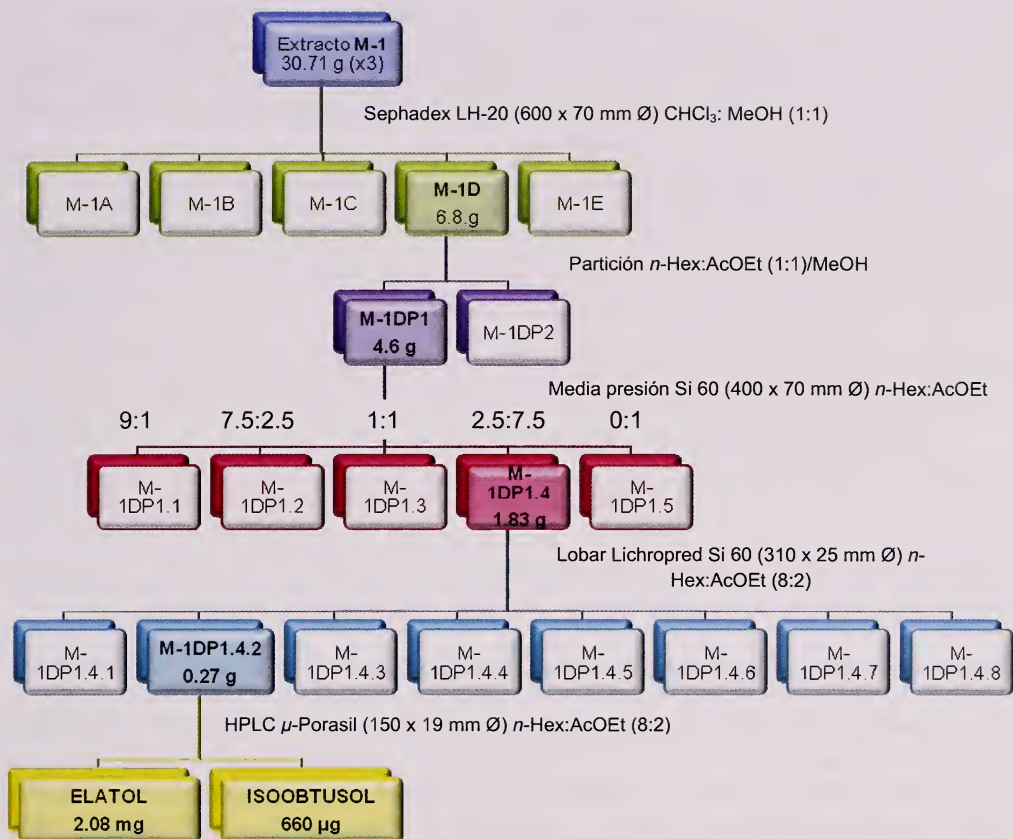 Extracto M-1
30.71 g (x3)
Sephadex LH-20 (600 x 70 mm Ø) CHCl₃: MeOH (1:1)
M-1A
M-1B
M-1C
M-1D
6.8.g
M-1E
Partición n-Hex:AcOEt (1:1)/MeOH
M-1DP1
4.6 g
M-1DP2
Media presión Si 60 (400 x 70 mm Ø) n-Hex:AcOEt
9:1
7.5:2.5
1:1
2.5:7.5
0:1
M-
1DP1.1
M-
1DP1.2
M-
1DP1.3
M-
1DP1.4
1.83 g
M-
1DP1.5
Lobar Lichropred Si 60 (310 x 25 mm Ø) n-
Hex:AcOEt (8:2)
M-
1DP1.4.1
M-1DP1.4.2
0.27 g
M-
1DP1.4.3
M-
1DP1.4.4
M-
1DP1.4.5
M-
1DP1.4.6
M-
1DP1.4.7
M-
1DP1.4.8
HPLC µ-Porasil (150 x 19 mm Ø) n-Hex:AcOEt (8:2)
ELATOL
2.08 mg
ISOOBTUSOL
660 µg